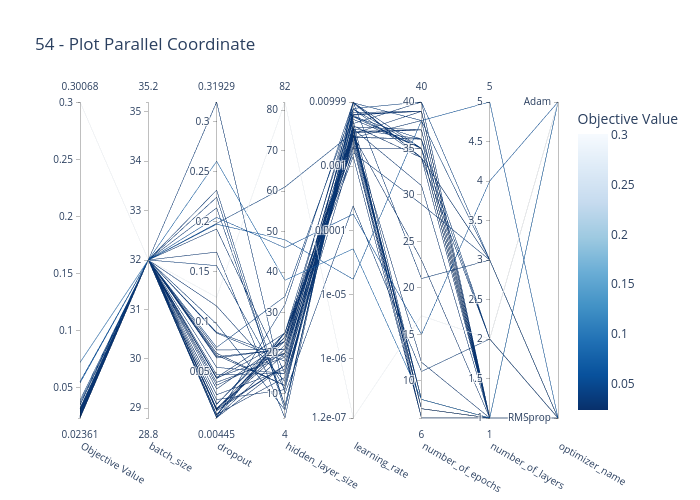 54 - Plot Parallel Coordinate
0.30068 35.2 0.31929 82 0.00999 40 5
0.3 35 0.3 80 0.001 40 5 Adam
0.25 34 0.25 70 0.0001 35 4.5 RMSprop
0.2 33 0.2 60 1e-05 30 4
0.15 32 0.15 50 1e-06 25 3.5
0.1 31 0.1 40 1.2e-07 20 3
0.05 30 0.05 30 15 2.5
29 20 10 2
10 1.5
1
0.02361 28.8 0.00445 4 6 1
Objective Value batch_size dropout hidden_layer_size learning_rate number_of_epochs number_of_layers optimizer_name
Objective Value
0.3
0.25
0.2
0.15
0.1
0.05